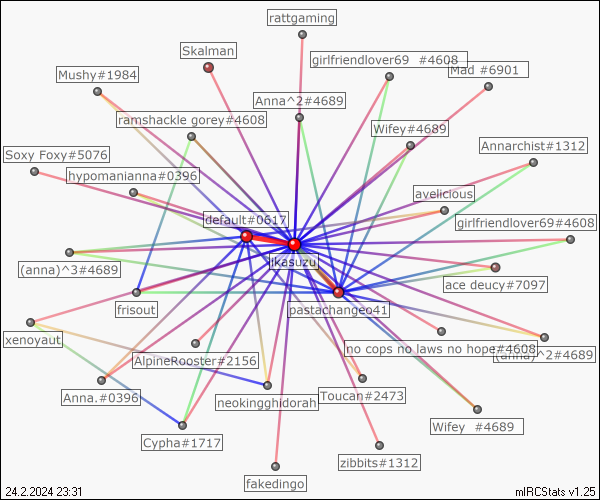 rattgaming
Skalman
girlfriendlover69  #4608
Mad #6901
Mushy#1984
Anna^2#4689
ramshackle gorey#4608
Wifey#4689
Annarchist#1312
Soxy Foxy#5076
hypomanianna#0396
avelicious
default#0617
girlfriendlover69#4608
jkasuzu
(anna)^3#4689
ace deucy#7097
frisout
pastachangeo41
xenoyaut
no cops no laws no hope#4608
(anna)^2#4689
AlpineRooster#2156
Anna.#0396
neokingghidorah
Toucan#2473
Wifey  #4689
Cypha#1717
zibbits#1312
fakedingo
24.2.2024 23:31
mIRCStats v1.25